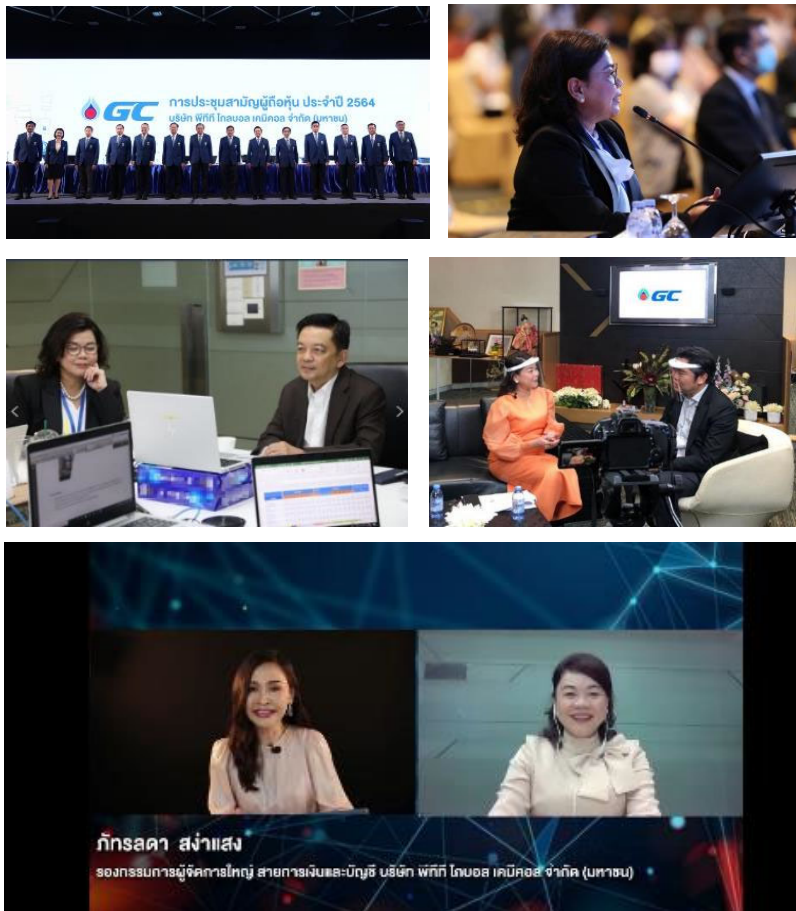 GC
การประชุมสามัญผู้ถือหุ้น ประจำปี 2564
บริษัท พีทีที โกลบอล เคมิคอล จำกัด (มหาชน)
GC
ภัทรลดา สง่าแสง
รองกรรมการผู้จัดการใหญ่ สายการเงินและบัญชี บริษัท พีทีที โกบอล เคมิคอล จำกัด (มหาชน)